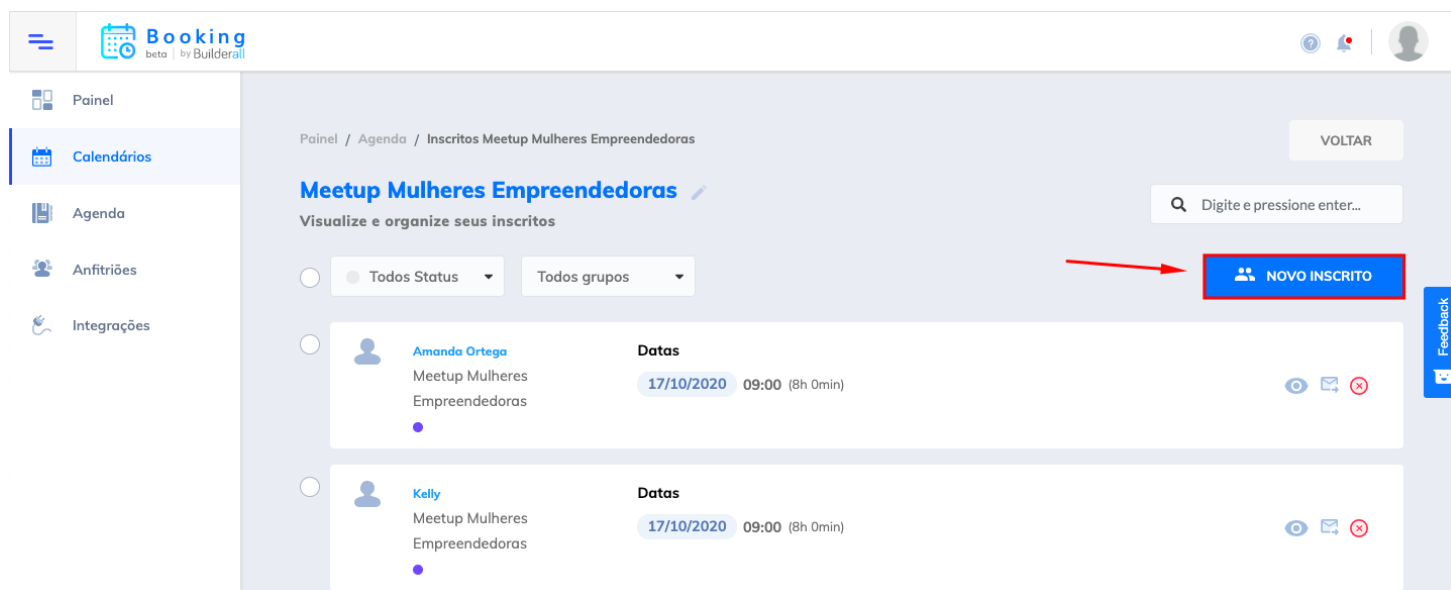 Booking
beta | by Builderall
Painel
Calendários
Agenda
Anfitriões
Integrações
Painel / Agenda / Inscritos Meetup Mulheres Empreendedoras
VOLTAR
Meetup Mulheres Empreendedoras
Visualize e organize seus inscritos
Digite e pressione enter...
Todos Status
Todos grupos
NOVO INSCRITO
Amanda Ortega
Meetup Mulheres
Empreendedoras
Datas
17/10/2020 09:00 (8h 0min)
Kelly
Meetup Mulheres
Empreendedoras
Datas
17/10/2020 09:00 (8h 0min)
Feedback